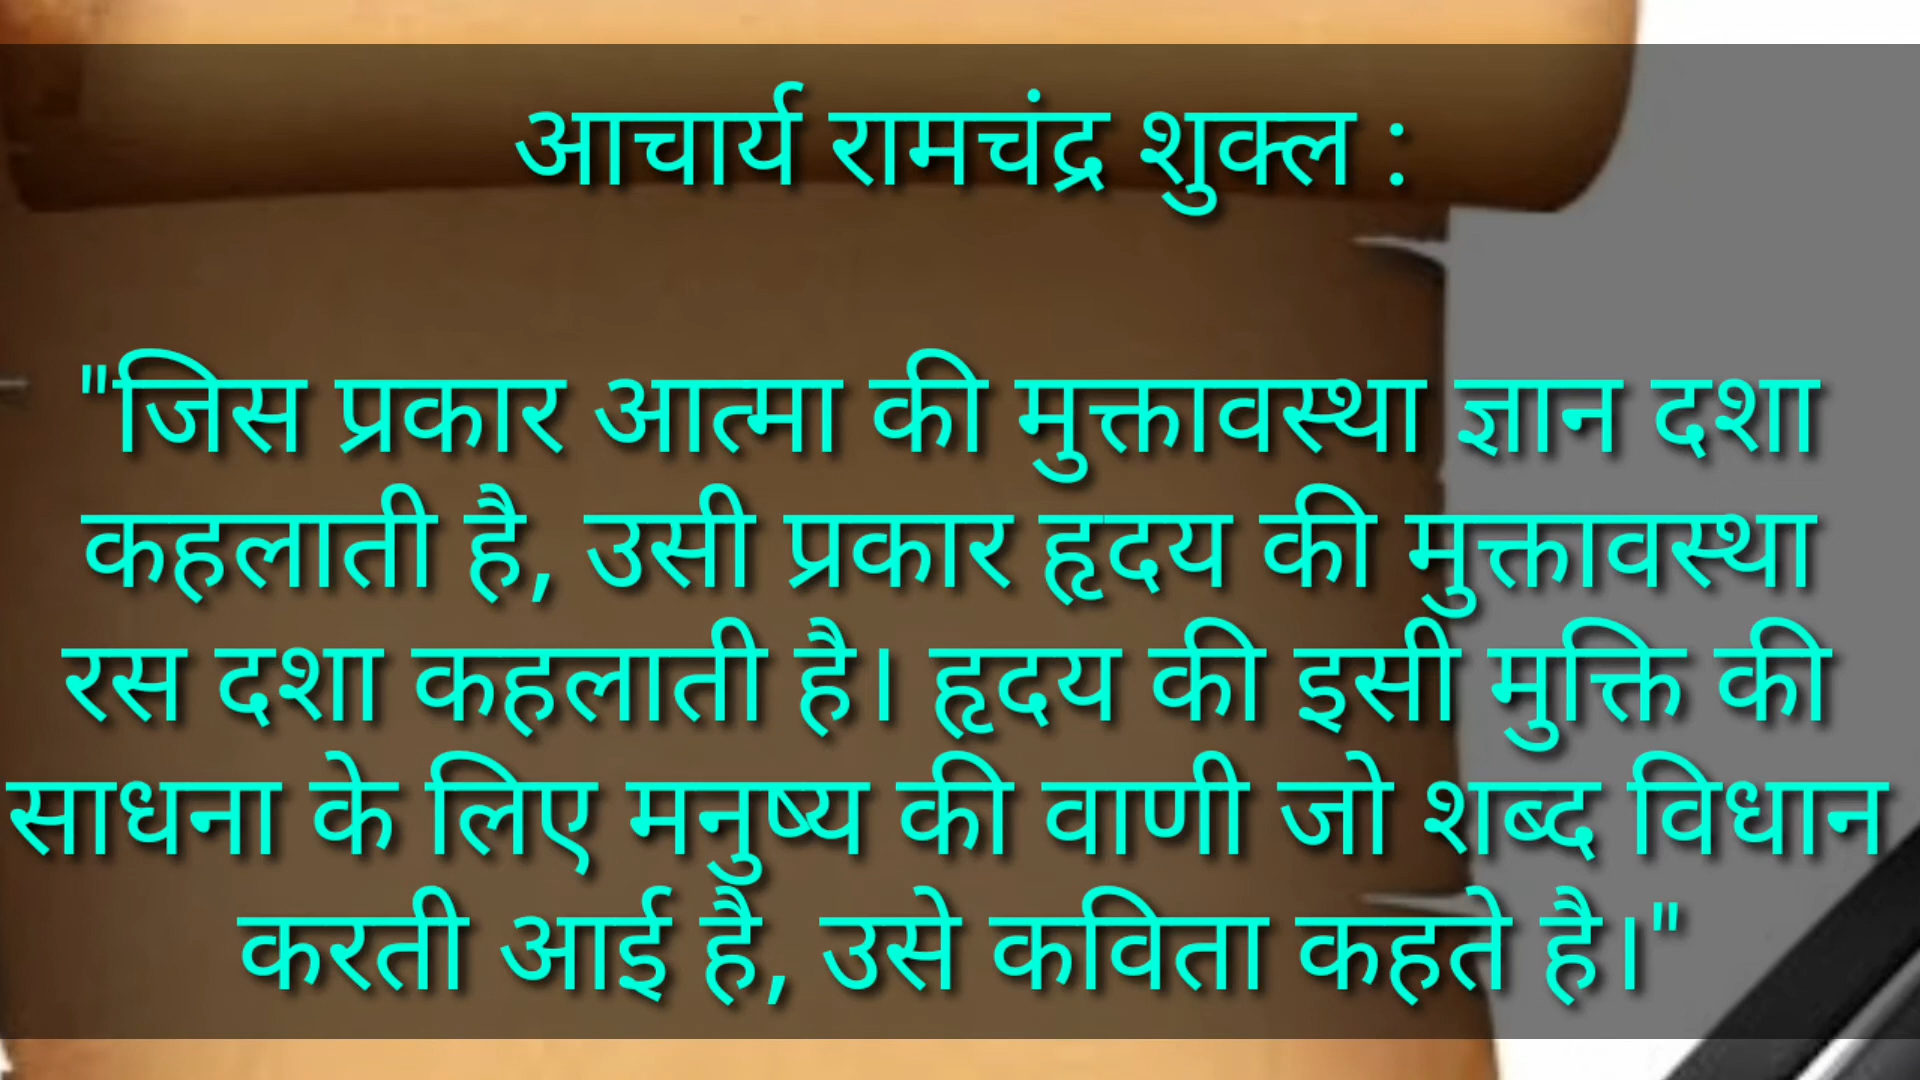 आचार्य रामचंद्र शुक्ल :
"जिस प्रकार आत्मा की मुक्तावस्था ज्ञान दशा
कहलाती है, उसी प्रकार हृदय की मुक्तावस्था
रस दशा कहलाती है। हृदय की इसी मुक्ति की
साधना के लिए मनुष्य की वाणी जो शब्द विधान
करती आई है, उसे कविता कहते है।"